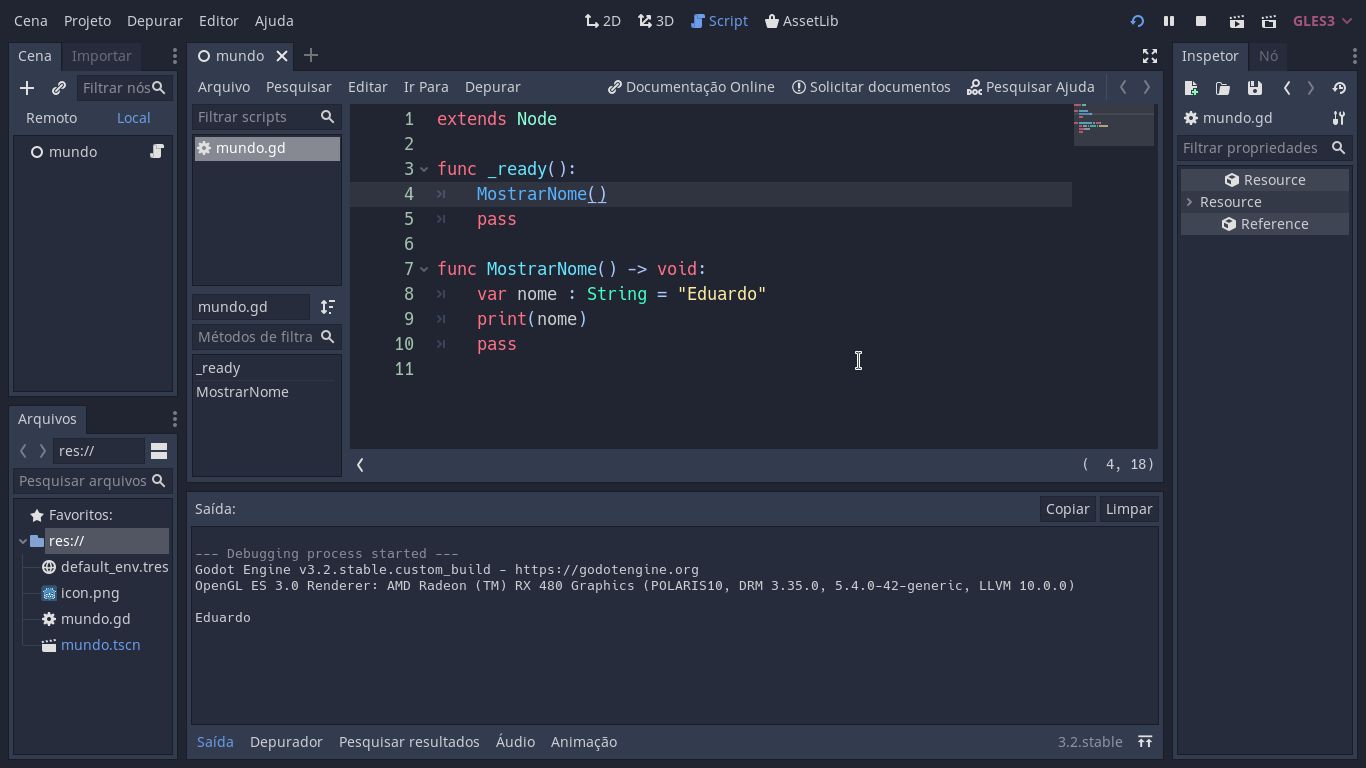 Cena Projeto Depurar Editor Ajuda 2D 3D Script AssetLib GLES3
Cena Importar
Filtrar nós
Remoto Local
mundo
Arquivos
res://
Pesquisar arquivos
Favoritos:
res://
default_env.tres
icon.png
mundo.gd
mundo.tscn
mundo
Arquivo Pesquisar Editar Ir Para Depurar Documentação Online Solicitar documentos Pesquisar Ajuda
Filtrar scripts
mundo.gd
mundo.gd
Métodos de filtra
_ready
MostrarNome
1 extends Node
2
3 func _ready():
4 MostrarNome()
5 pass
6
7 func MostrarNome() -> void:
8 var nome : String = "Eduardo"
9 print(nome)
10 pass
11
( 4, 18)
Saída: Copiar Limpar
--- Debugging process started ---
Godot Engine v3.2.stable.custom_build - https://godotengine.org
OpenGL ES 3.0 Renderer: AMD Radeon (TM) RX 480 Graphics (POLARIS10, DRM 3.35.0, 5.4.0-42-generic, LLVM 10.0.0)
Eduardo
Saída Depurador Pesquisar resultados Áudio Animação 3.2.stable
Inspetor Nó
mundo.gd
Filtrar propriedades
Resource
Resource
Reference